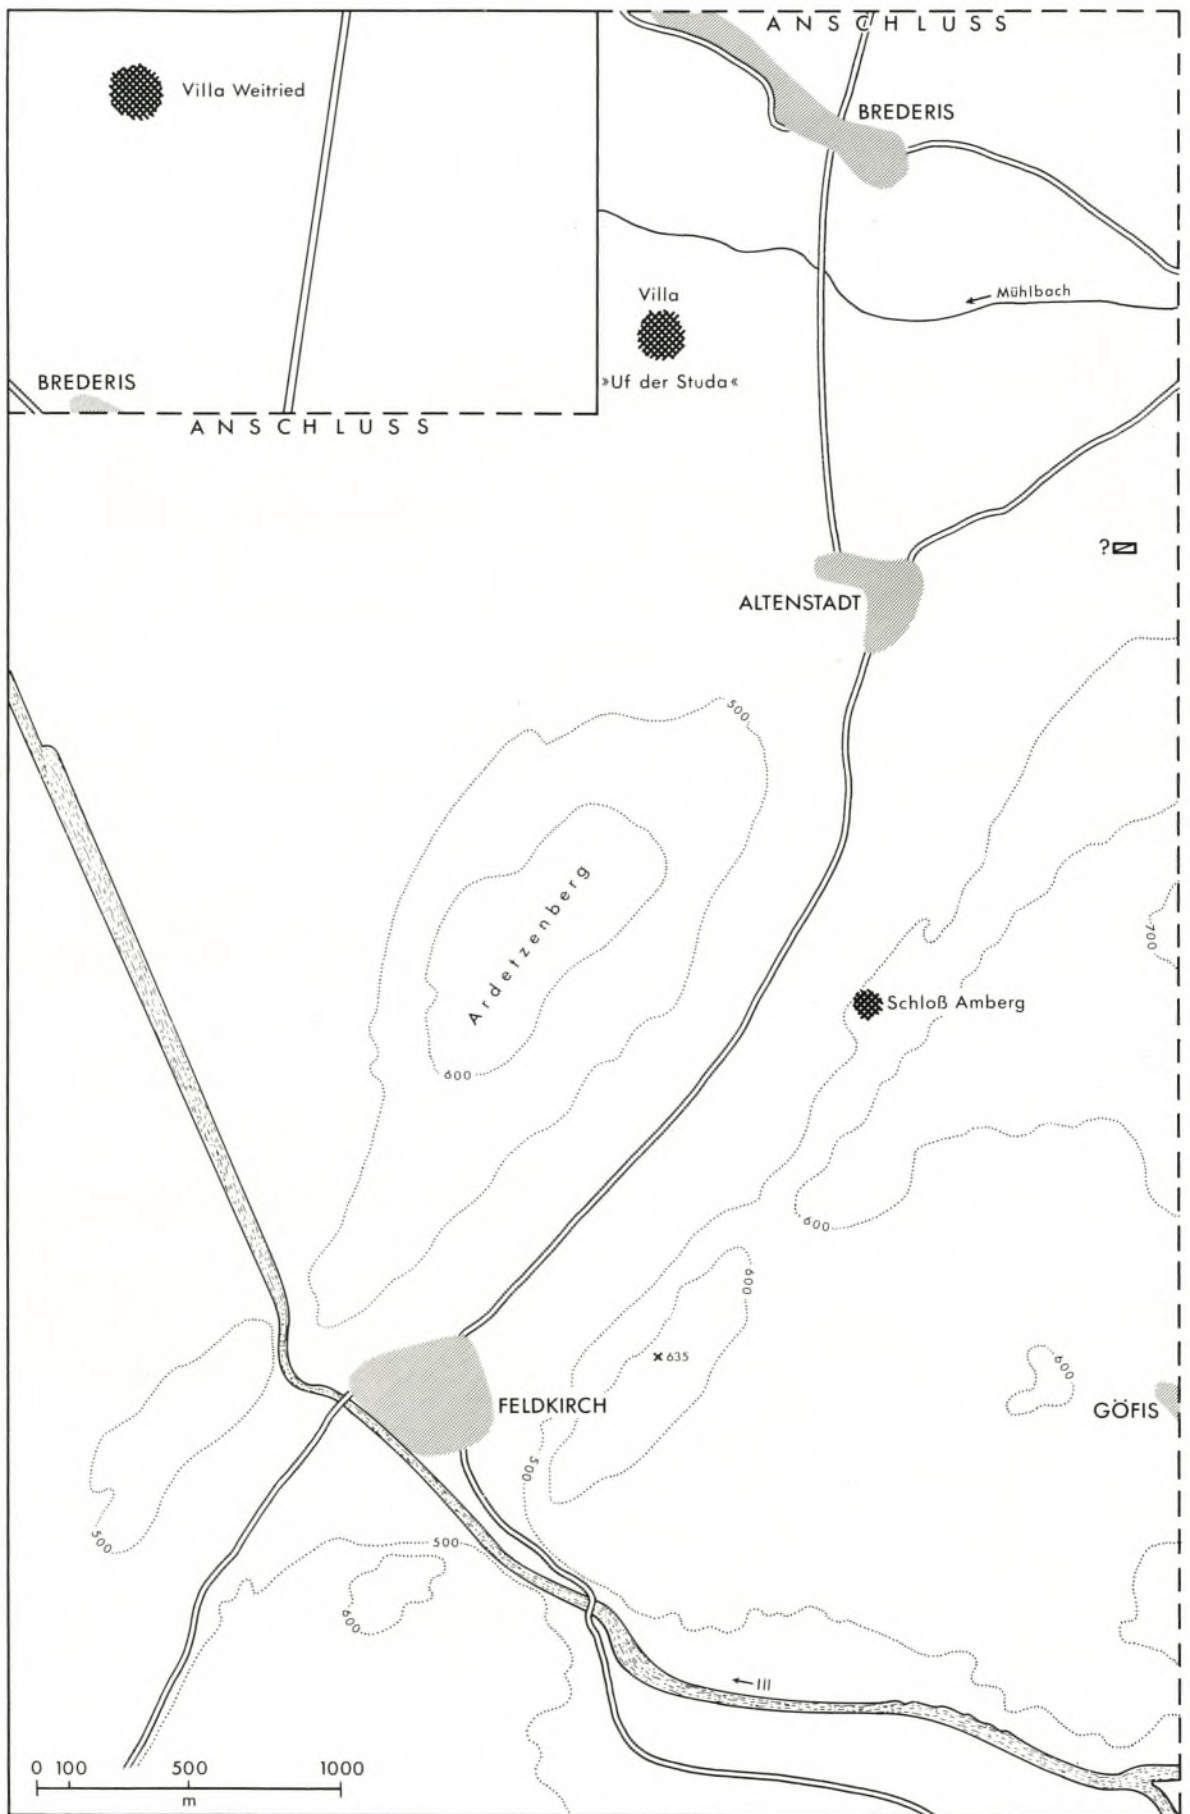 ANSCHLUSS
Villa Weitried
BREDERIS
Mühlbach
Villa
»Uf der Studa«
BREDERIS
ANSCHLUSS
?
ALTENSTADT
500
Ardetzenberg
700
Schloß Amberg
600
600
600
635
600
FELDKIRCH
GÖFIS
500
500
500
600
Ill
0 100 500 1000
m